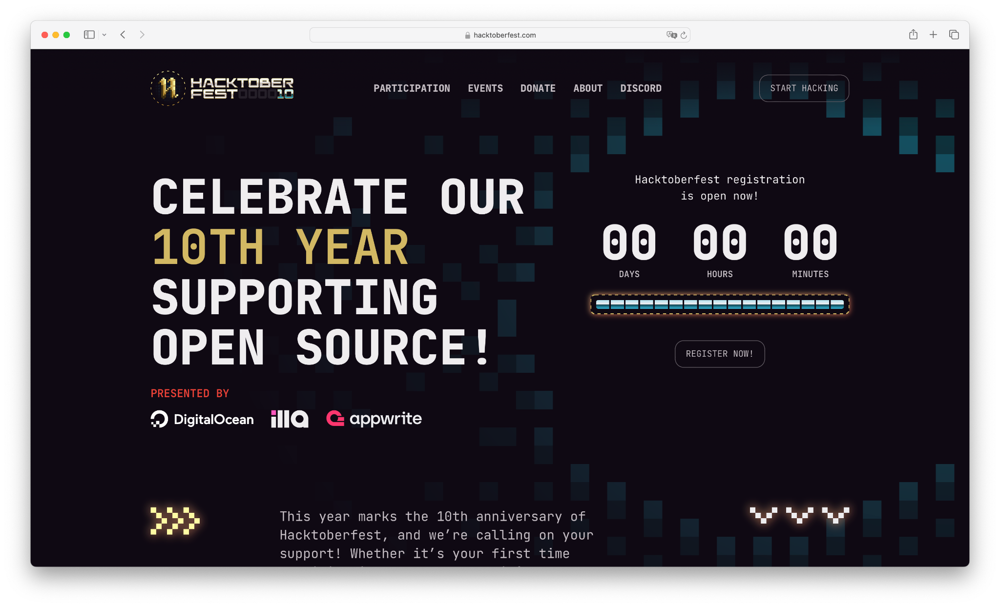 hacktoberfest.com
HACKTOBER
FEST000010
PARTICIPATION EVENTS DONATE ABOUT DISCORD
START HACKING
CELEBRATE OUR
10TH YEAR
SUPPORTING
OPEN SOURCE!
PRESENTED BY
DigitalOcean illa appwrite
Hacktoberfest registration
is open now!
00 00 00
DAYS HOURS MINUTES
REGISTER NOW!
This year marks the 10th anniversary of
Hacktoberfest, and we’re calling on your
support! Whether it’s your first time